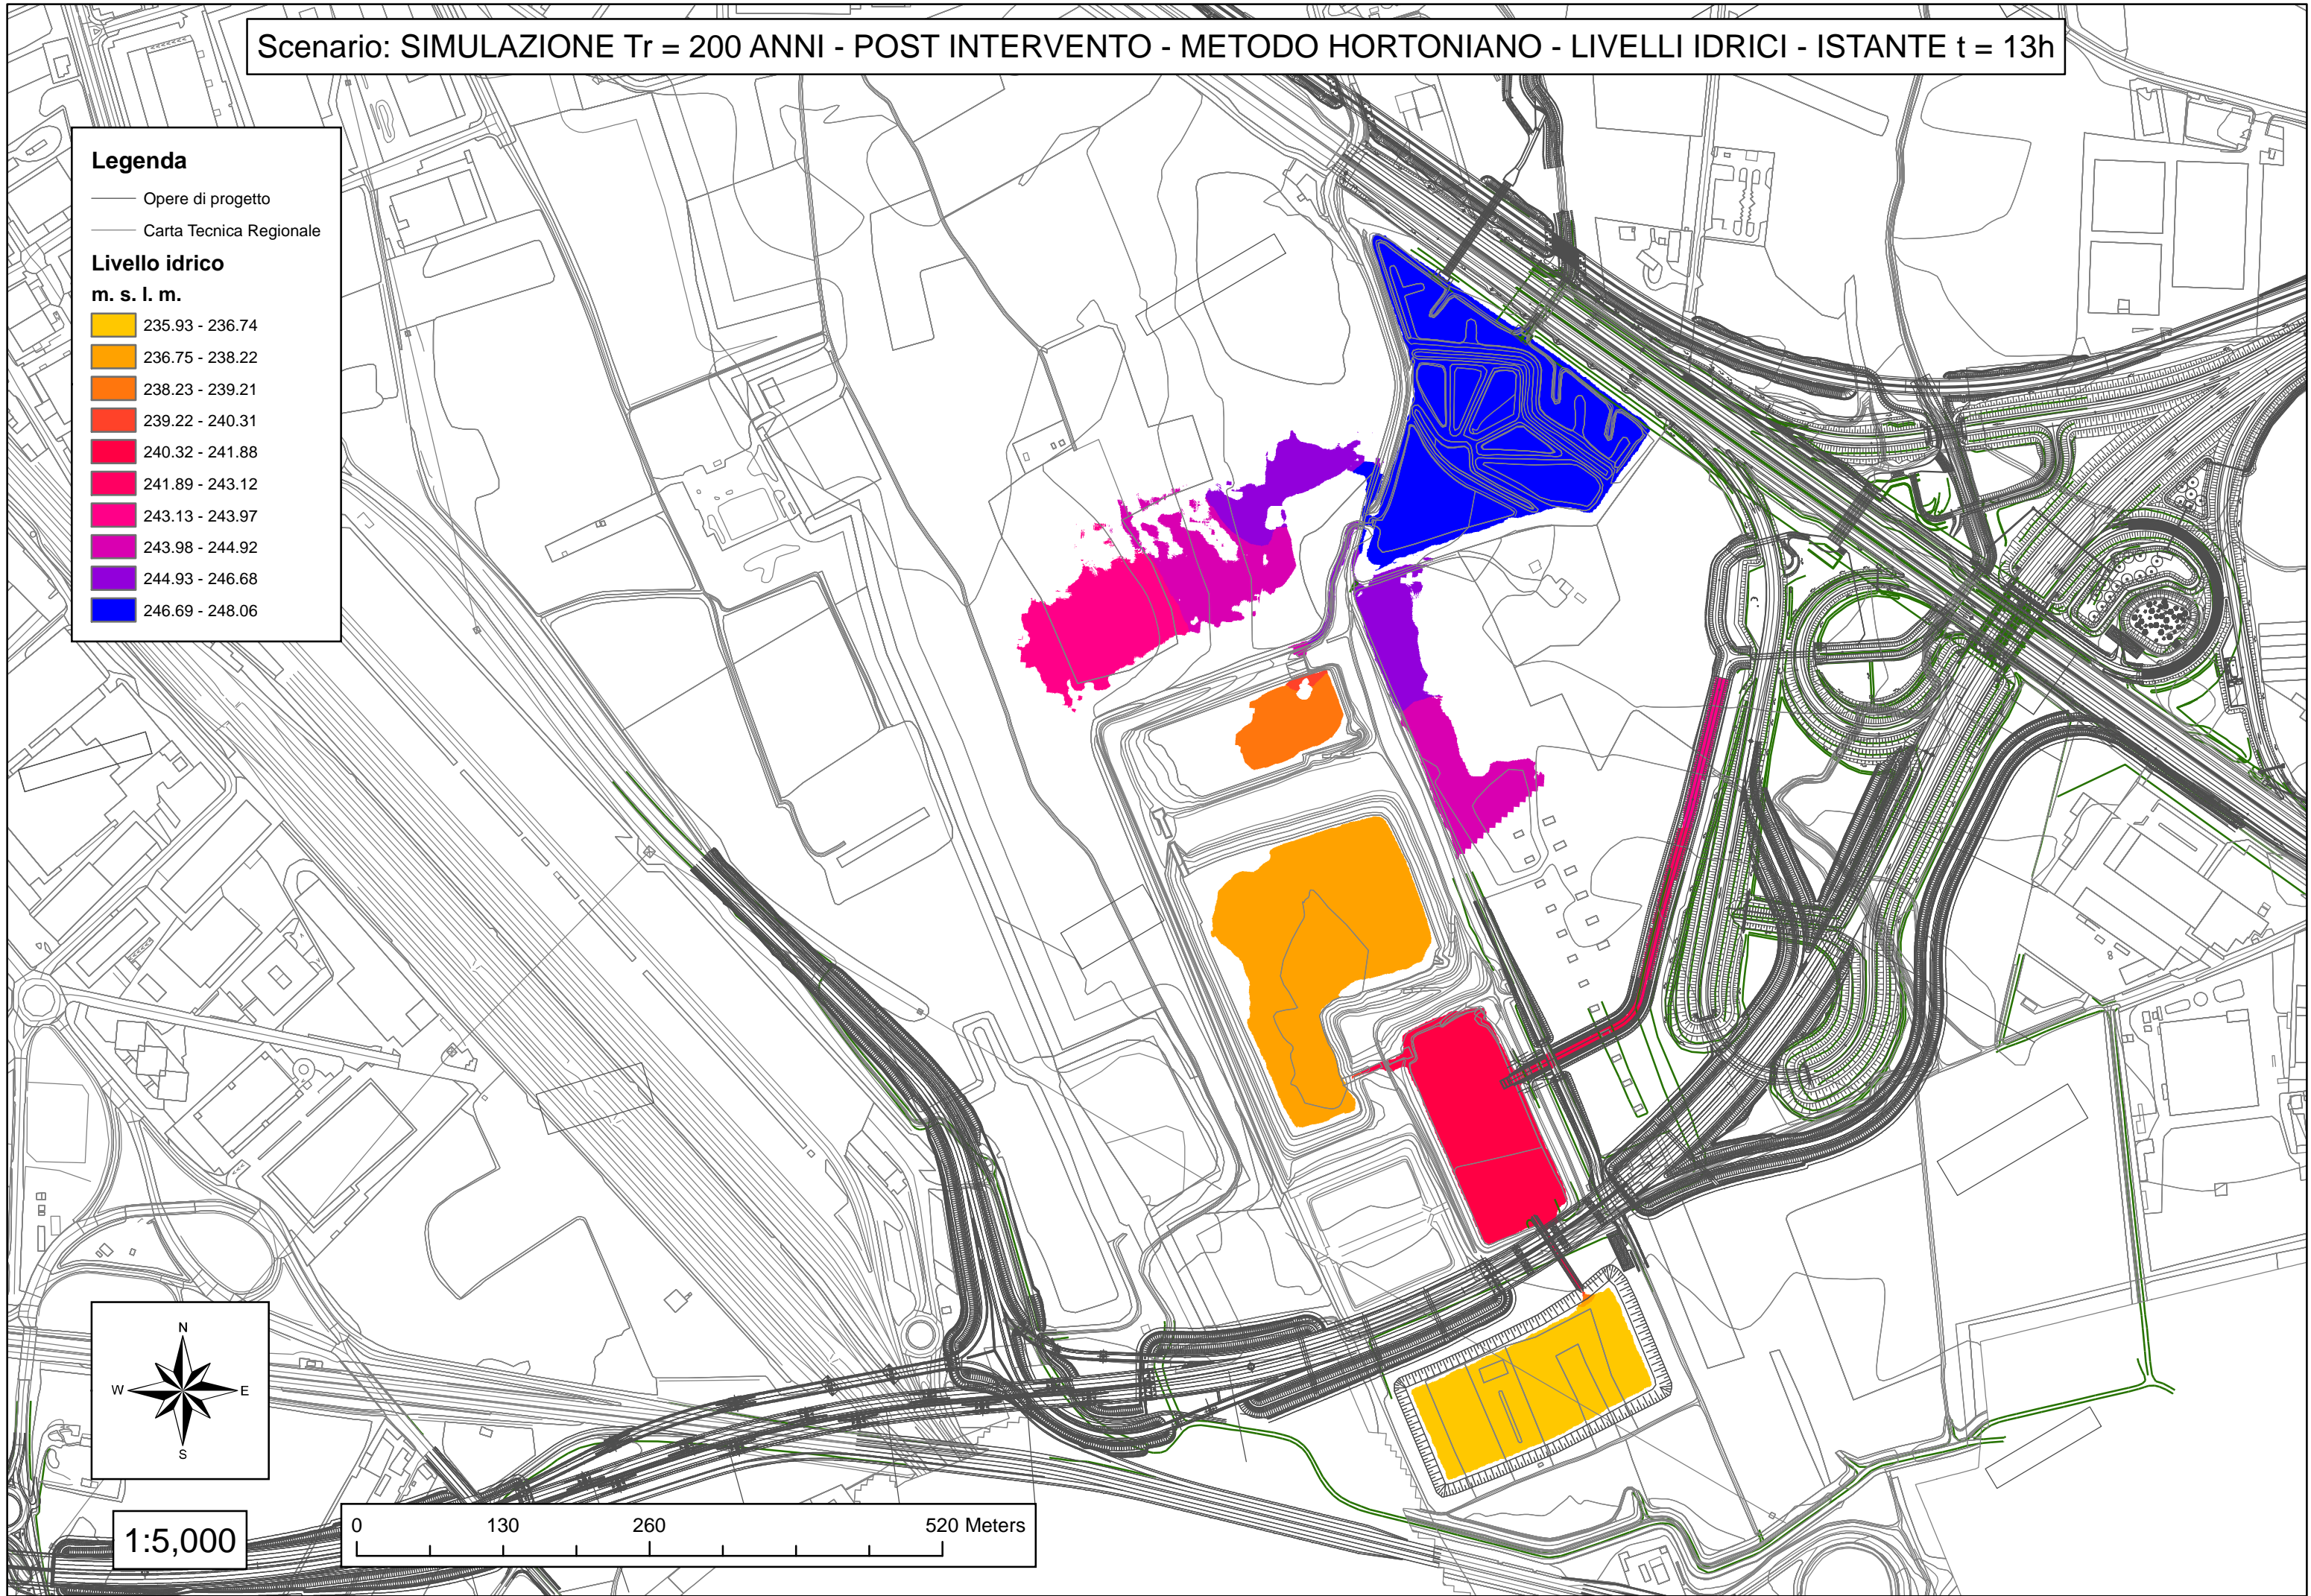 Scenario: SIMULAZIONE Tr = 200 ANNI - POST INTERVENTO - METODO HORTONIANO - LIVELLI IDRICI - ISTANTE t = 13h
Legenda
Opere di progetto
Carta Tecnica Regionale
Livello idrico
m. s. l. m.
235.93 - 236.74
236.75 - 238.22
238.23 - 239.21
239.22 - 240.31
240.32 - 241.88
241.89 - 243.12
243.13 - 243.97
243.98 - 244.92
244.93 - 246.68
246.69 - 248.06
N
W E
S
1:5,000
0 130 260 520 Meters